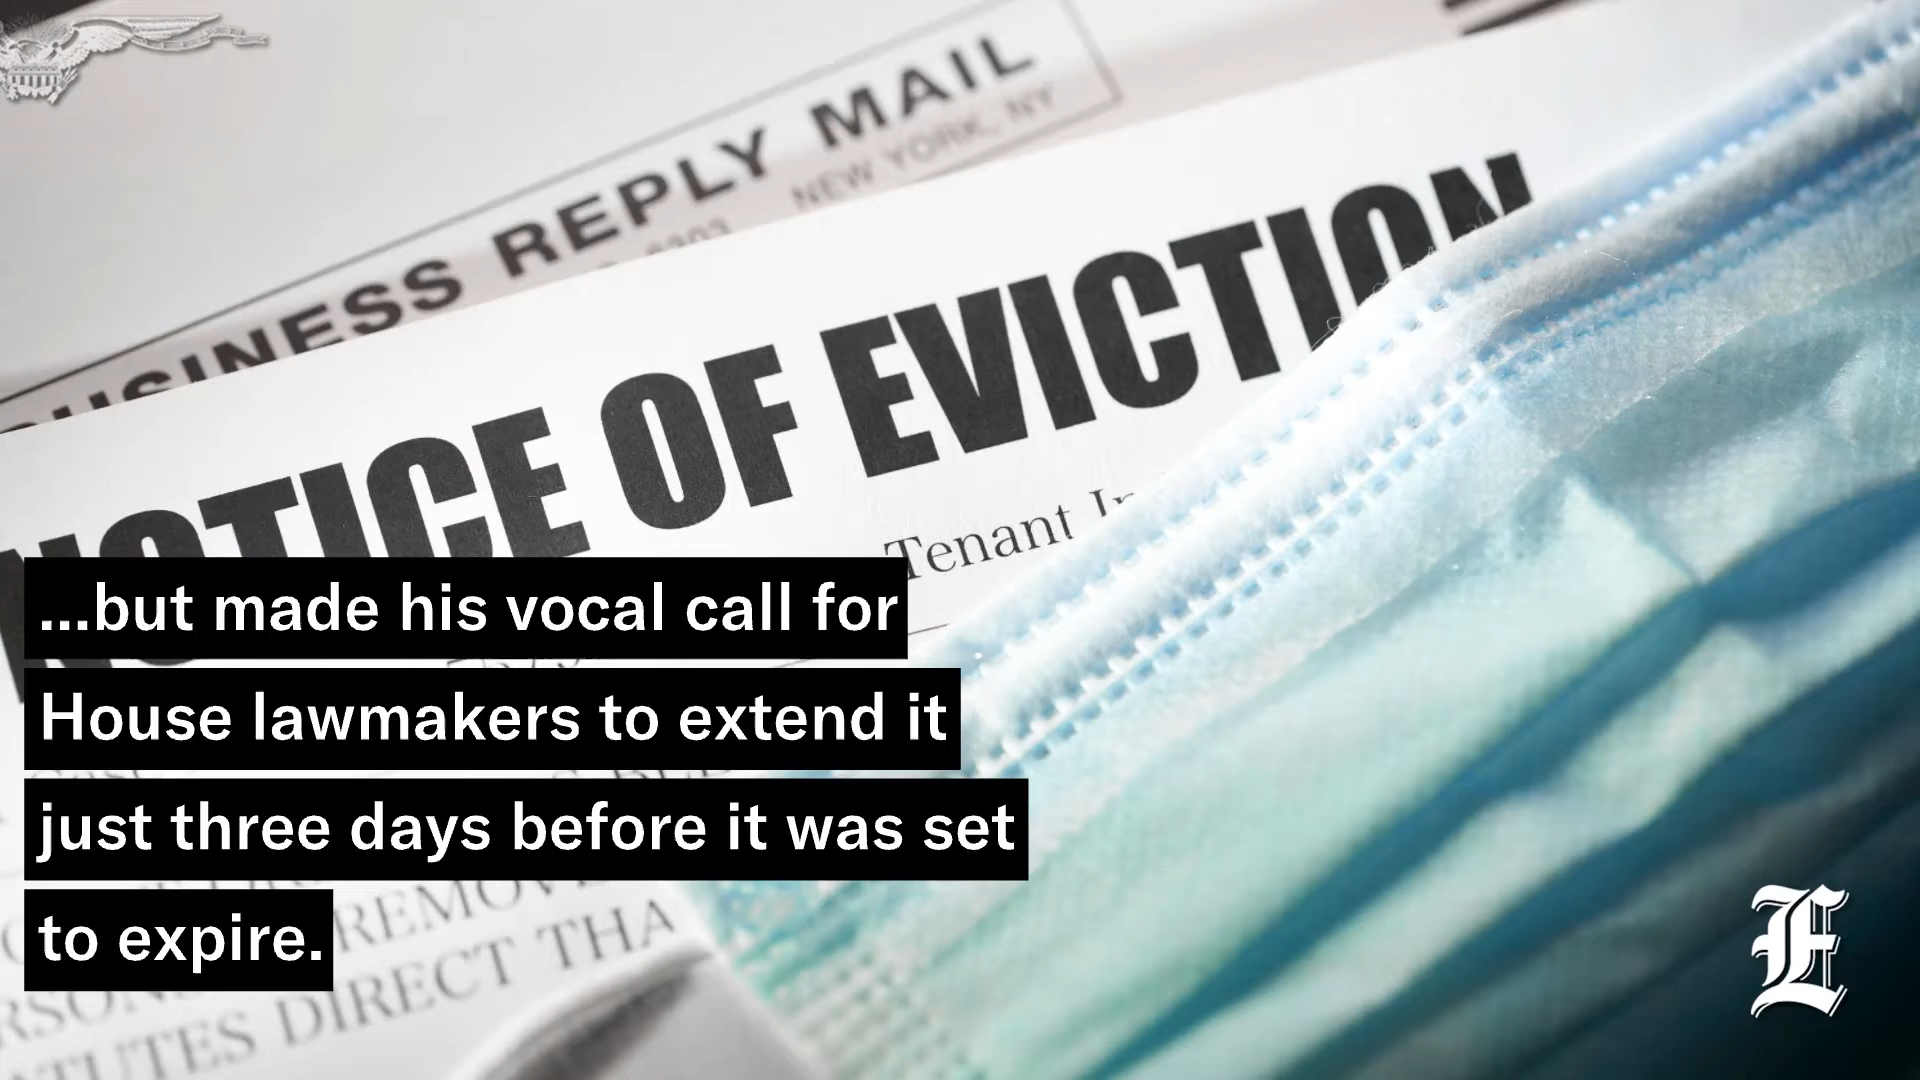 BUSINESS REPLY MAIL
NEW YORK, NY
NOTICE OF EVICTION
Tenant
...but made his vocal call for
House lawmakers to extend it
just three days before it was set
to expire.
REMOV
DIRECT THA
E